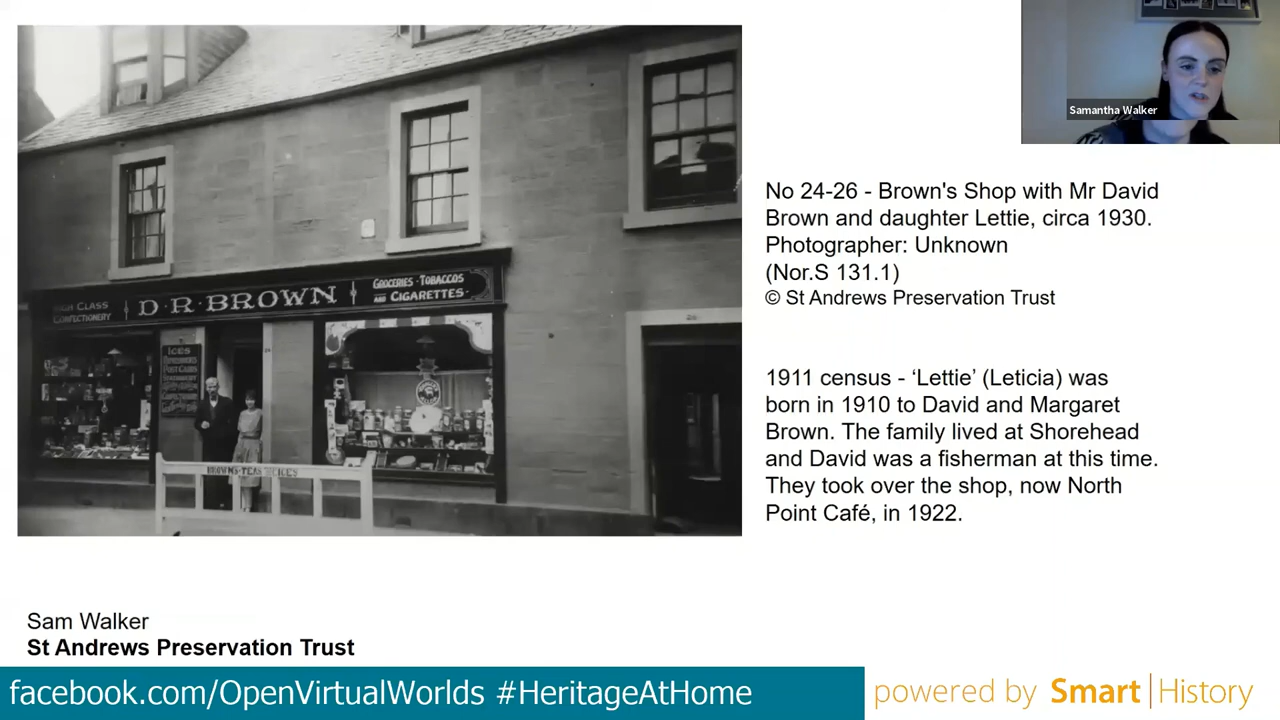 Samantha Walker
No 24-26 - Brown's Shop with Mr David
Brown and daughter Lettie, circa 1930.
Photographer: Unknown
(Nor.S 131.1)
© St Andrews Preservation Trust
1911 census - ‘Lettie’ (Leticia) was
born in 1910 to David and Margaret
Brown. The family lived at Shorehead
and David was a fisherman at this time.
They took over the shop, now North
Point Café, in 1922.
HIGH CLASS
CONFECTIONERY
D·R·BROWN
GROCERIES·TOBACCOS
AND CIGARETTES·
ICES
POST CARDS
STATIONERY
BROWN'S TEAS ICES
Sam Walker
St Andrews Preservation Trust
facebook.com/OpenVirtualWorlds #HeritageAtHome
powered by Smart|History